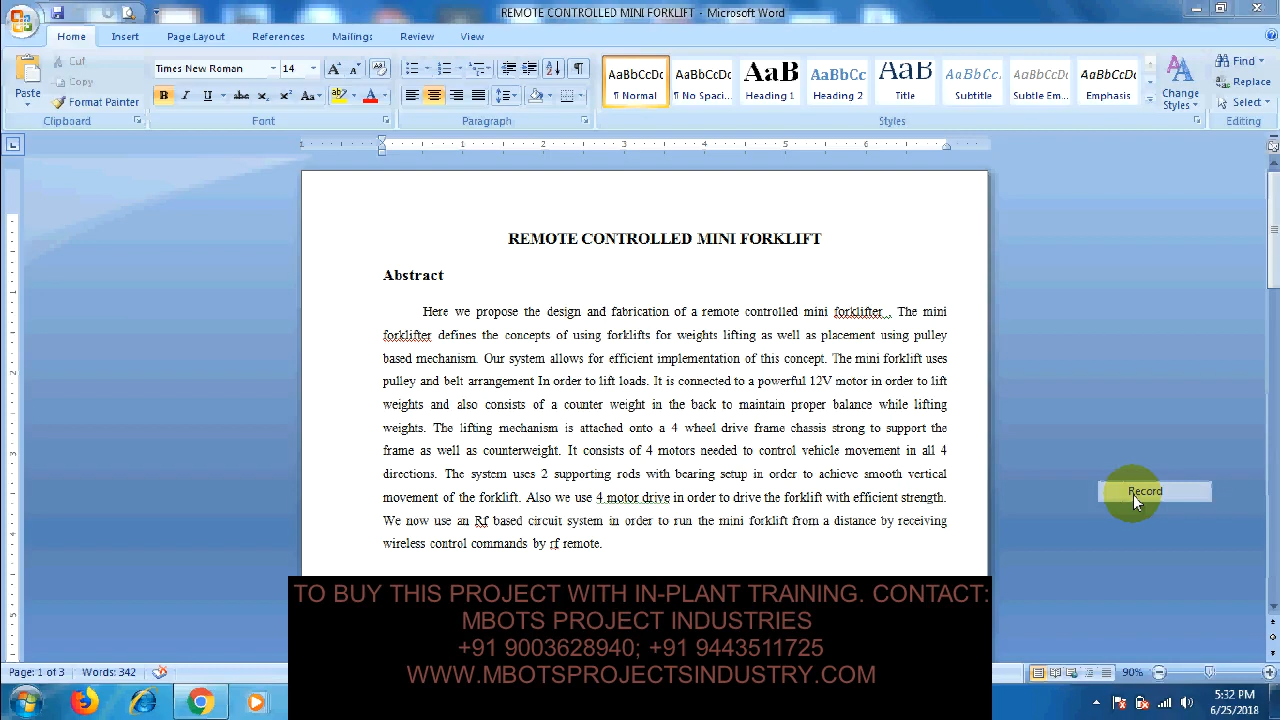 REMOTE CONTROLLED MINI FORKLIFT - Microsoft Word
Home Insert Page Layout References Mailings Review View
Paste
Cut
Copy
Format Painter
Clipboard
Times New Roman 14
Font
Paragraph
AaBbCcDc AaBbCcDc AaB AaBbCc AaB AaBbCc. AaBbCcDc AaBbCcDc
¶ Normal ¶ No Spaci... Heading 1 Heading 2 Title Subtitle Subtle Em... Emphasis
Change Styles
Styles
Find
Replace
Select
Editing
REMOTE CONTROLLED MINI FORKLIFT
Abstract
Here we propose the design and fabrication of a remote controlled mini forklifter . The mini
forklifter defines the concepts of using forklifts for weights lifting as well as placement using pulley
based mechanism. Our system allows for efficient implementation of this concept. The mini forklift uses
pulley and belt arrangement In order to lift loads. It is connected to a powerful 12V motor in order to lift
weights and also consists of a counter weight in the back to maintain proper balance while lifting
weights. The lifting mechanism is attached onto a 4 wheel drive frame chassis strong to support the
frame as well as counterweight. It consists of 4 motors needed to control vehicle movement in all 4
directions. The system uses 2 supporting rods with bearing setup in order to achieve smooth vertical
movement of the forklift. Also we use 4 motor drive in order to drive the forklift with efficient strength.
We now use an Rf based circuit system in order to run the mini forklift from a distance by receiving
wireless control commands by rf remote.
Record
TO BUY THIS PROJECT WITH IN-PLANT TRAINING. CONTACT:
MBOTS PROJECT INDUSTRIES
+91 9003628940; +91 9443511725
WWW.MBOTSPROJECTSINDUSTRY.COM
Page: 1 of 3 Words: 342 90%
5:32 PM
6/25/2018